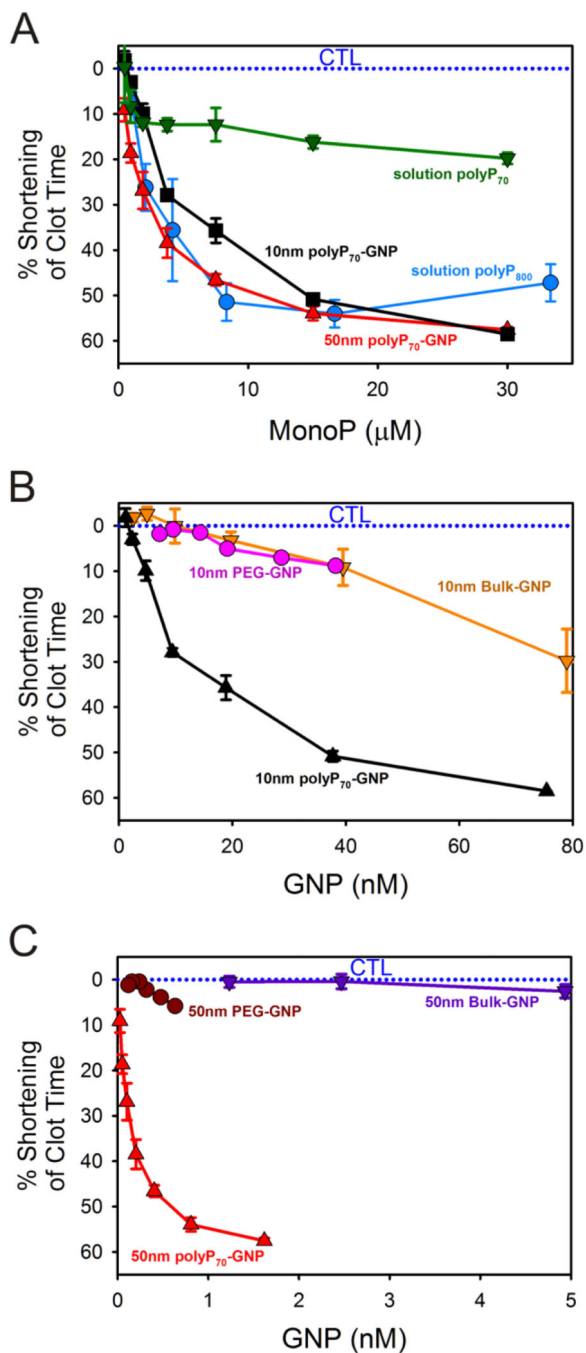 A
CTL
0
10
20
30
40
50
60
% Shortening
of Clot Time
solution polyP₇₀
10nm polyP₇₀-GNP
solution polyP₈₀₀
50nm polyP₇₀-GNP
0 10 20 30
MonoP (μM)
B
CTL
0
10
20
30
40
50
60
% Shortening
of Clot Time
10nm PEG-GNP
10nm Bulk-GNP
10nm polyP₇₀-GNP
0 20 40 60 80
GNP (nM)
C
CTL
0
10
20
30
40
50
60
% Shortening
of Clot Time
50nm PEG-GNP
50nm Bulk-GNP
50nm polyP₇₀-GNP
0 1 2 3 4 5
GNP (nM)